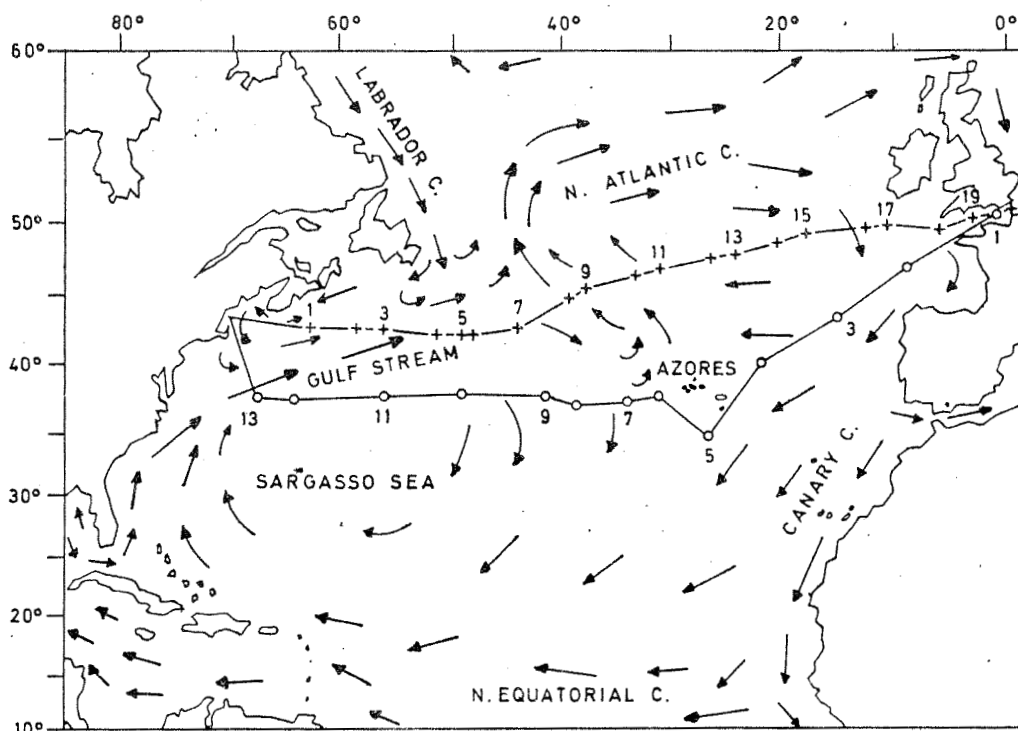 80° 60° 40° 20° 0°
60°
LABRADOR C.
N. ATLANTIC C.
50°
19
17
15
1
13
11
9
7
1 3 5
3
40°
GULF STREAM
AZORES
13 11 9 7
5
CANARY C.
SARGASSO SEA
30°
20°
N. EQUATORIAL C.
10°